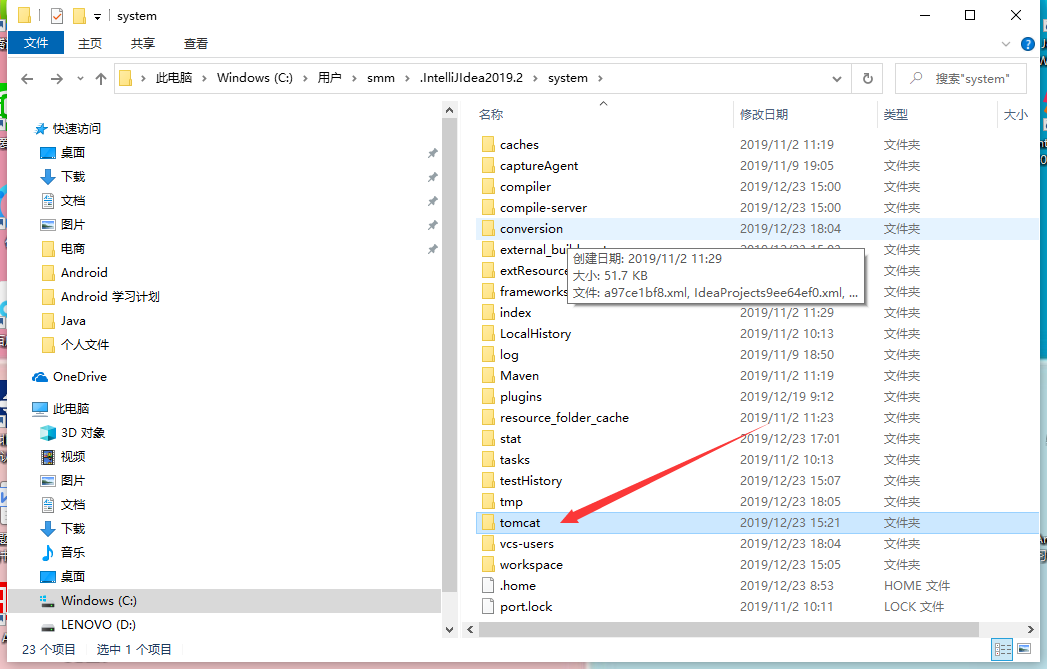 system
文件 主页 共享 查看
此电脑 Windows (C:) 用户 smm .IntelliJIdea2019.2 system 搜索"system"
名称 修改日期 类型 大小
快速访问
桌面
下载
文档
图片
电商
Android
Android 学习计划
Java
个人文件
OneDrive
此电脑
3D 对象
视频
图片
文档
下载
音乐
桌面
Windows (C:)
LENOVO (D:)
caches 2019/11/2 11:19 文件夹
captureAgent 2019/11/9 19:05 文件夹
compiler 2019/12/23 15:00 文件夹
compile-server 2019/12/23 15:00 文件夹
conversion 2019/12/23 18:04 文件夹
external_buil 文件夹
extResource 文件夹
frameworks 文件夹
创建日期: 2019/11/2 11:29
大小: 51.7 KB
文件: a97ce1bf8.xml, IdeaProjects9ee64ef0.xml, ...
index 2019/11/2 11:29 文件夹
LocalHistory 2019/11/2 10:13 文件夹
log 2019/11/9 18:50 文件夹
Maven 2019/11/2 11:19 文件夹
plugins 2019/12/19 9:12 文件夹
resource_folder_cache 2019/11/2 11:23 文件夹
stat 2019/12/23 17:01 文件夹
tasks 2019/11/2 10:13 文件夹
testHistory 2019/12/23 15:07 文件夹
tmp 2019/12/23 18:05 文件夹
tomcat 2019/12/23 15:21 文件夹
vcs-users 2019/12/23 18:04 文件夹
workspace 2019/12/23 15:05 文件夹
.home 2019/12/23 8:53 HOME 文件
port.lock 2019/11/2 10:11 LOCK 文件
23 个项目 选中 1 个项目